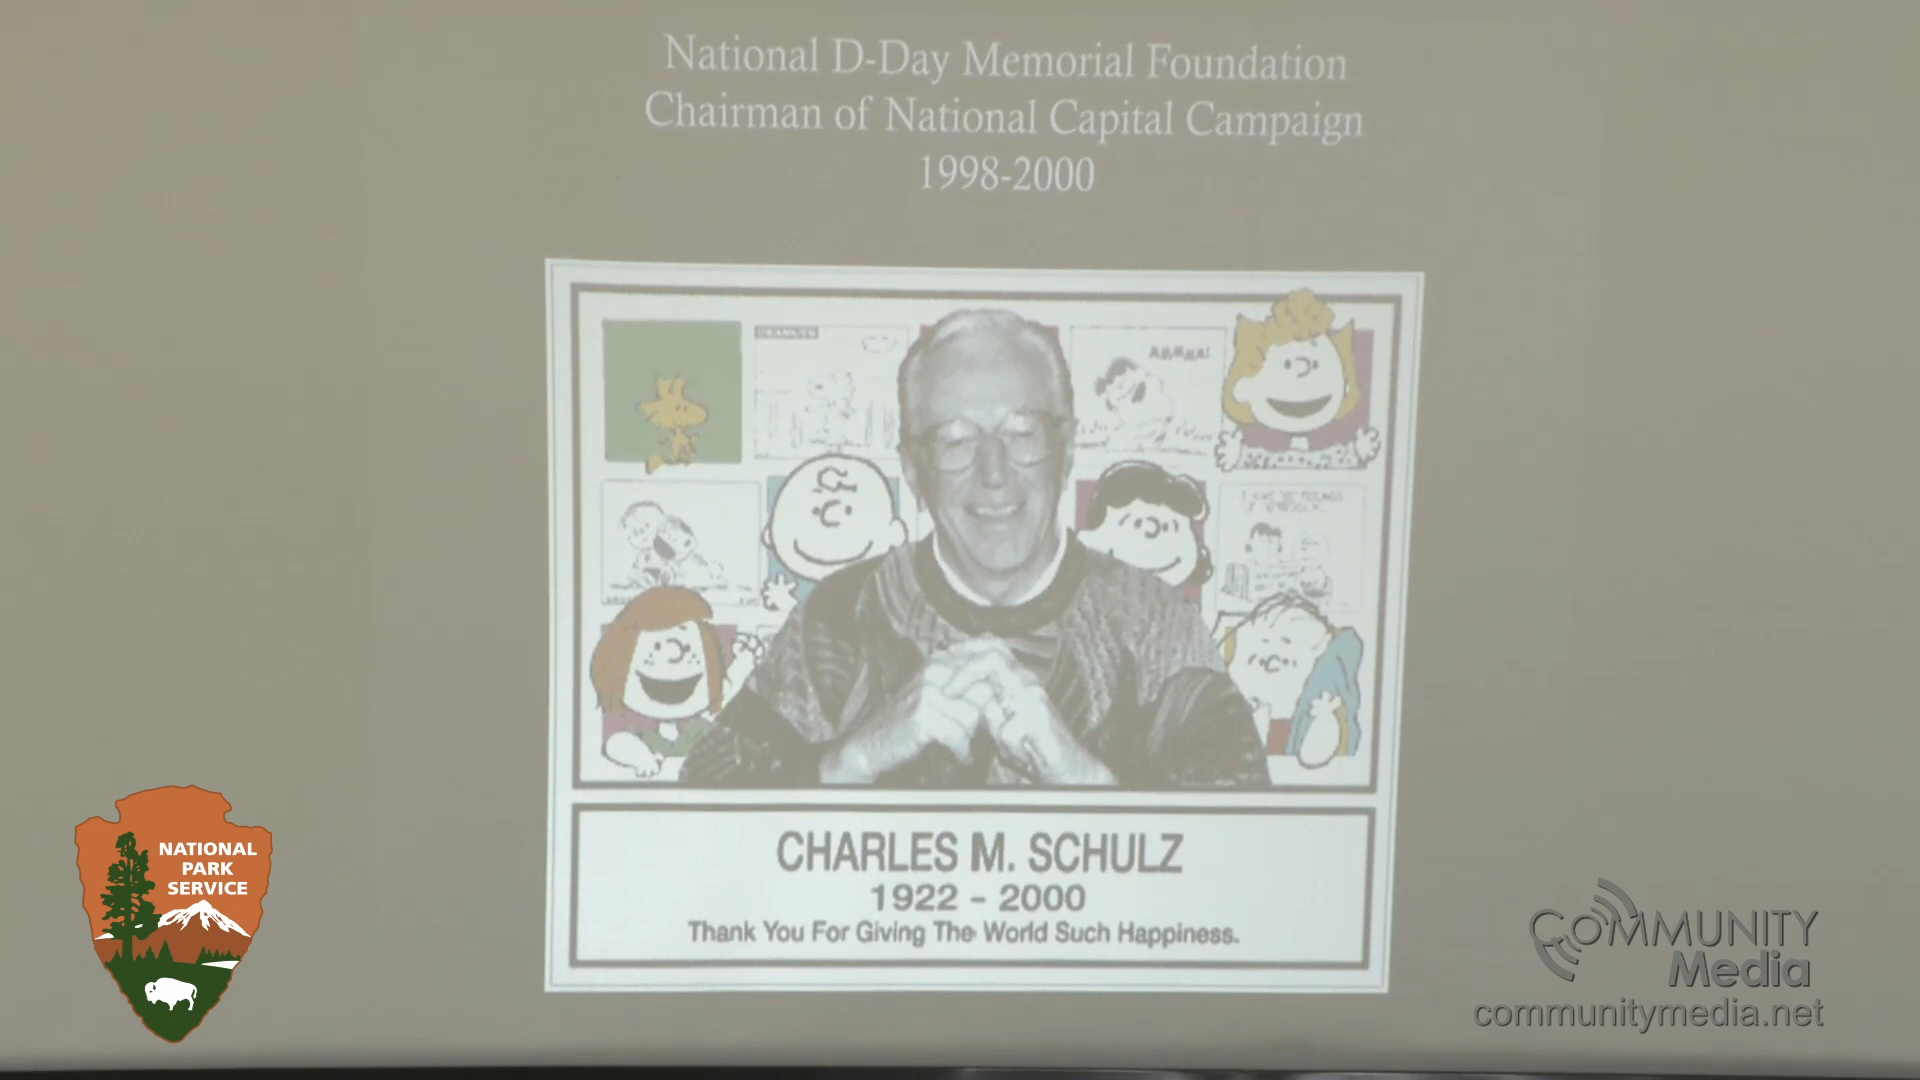 National D-Day Memorial Foundation
Chairman of National Capital Campaign
1998-2000
PEANUTS
CHARLES M. SCHULZ
1922 - 2000
Thank You For Giving The World Such Happiness.
NATIONAL
PARK
SERVICE
COMMUNITY
Media
communitymedia.net